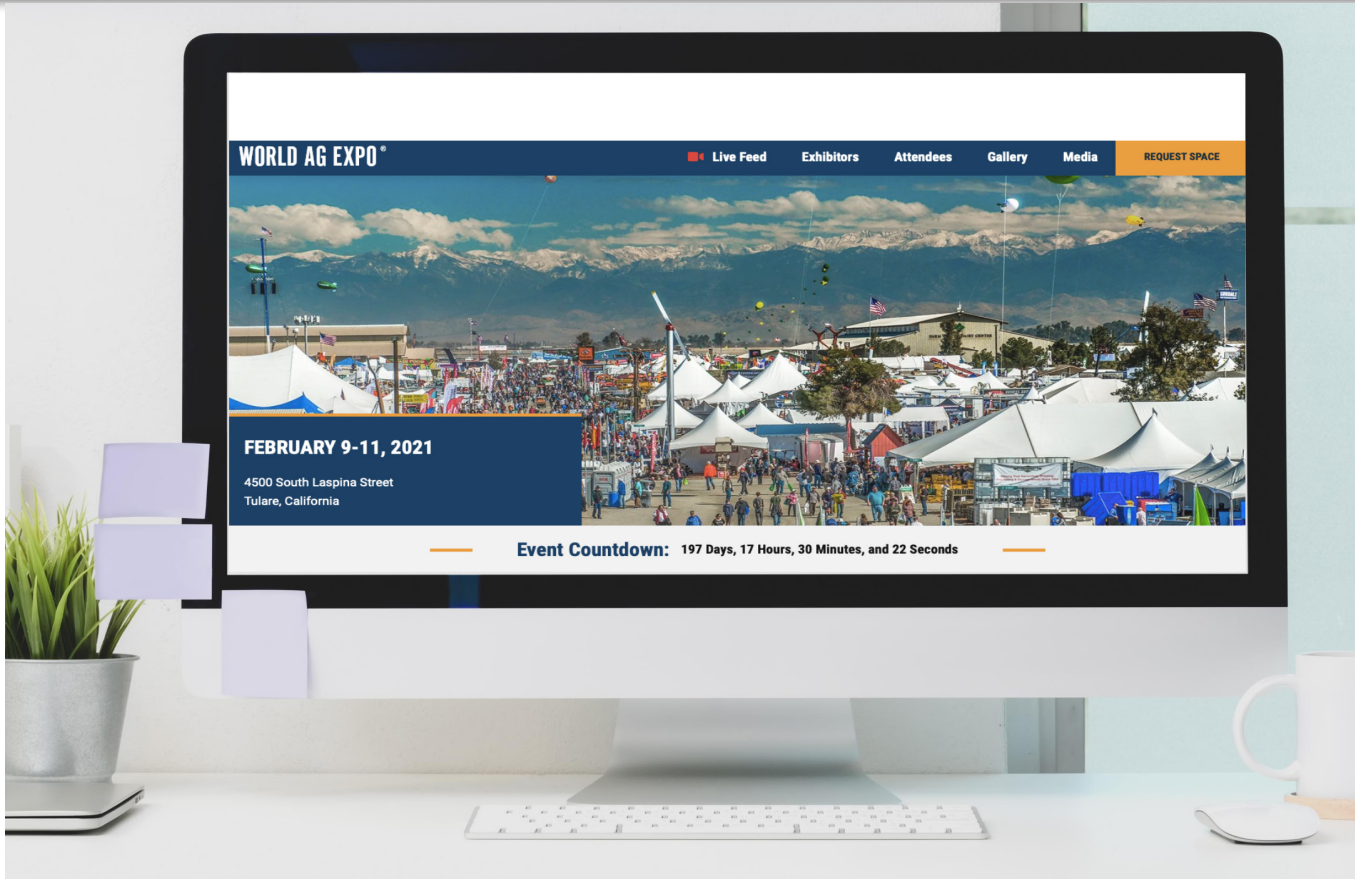 WORLD AG EXPO®
Live Feed Exhibitors Attendees Gallery Media REQUEST SPACE
FEBRUARY 9-11, 2021
4500 South Laspina Street
Tulare, California
Event Countdown: 197 Days, 17 Hours, 30 Minutes, and 22 Seconds